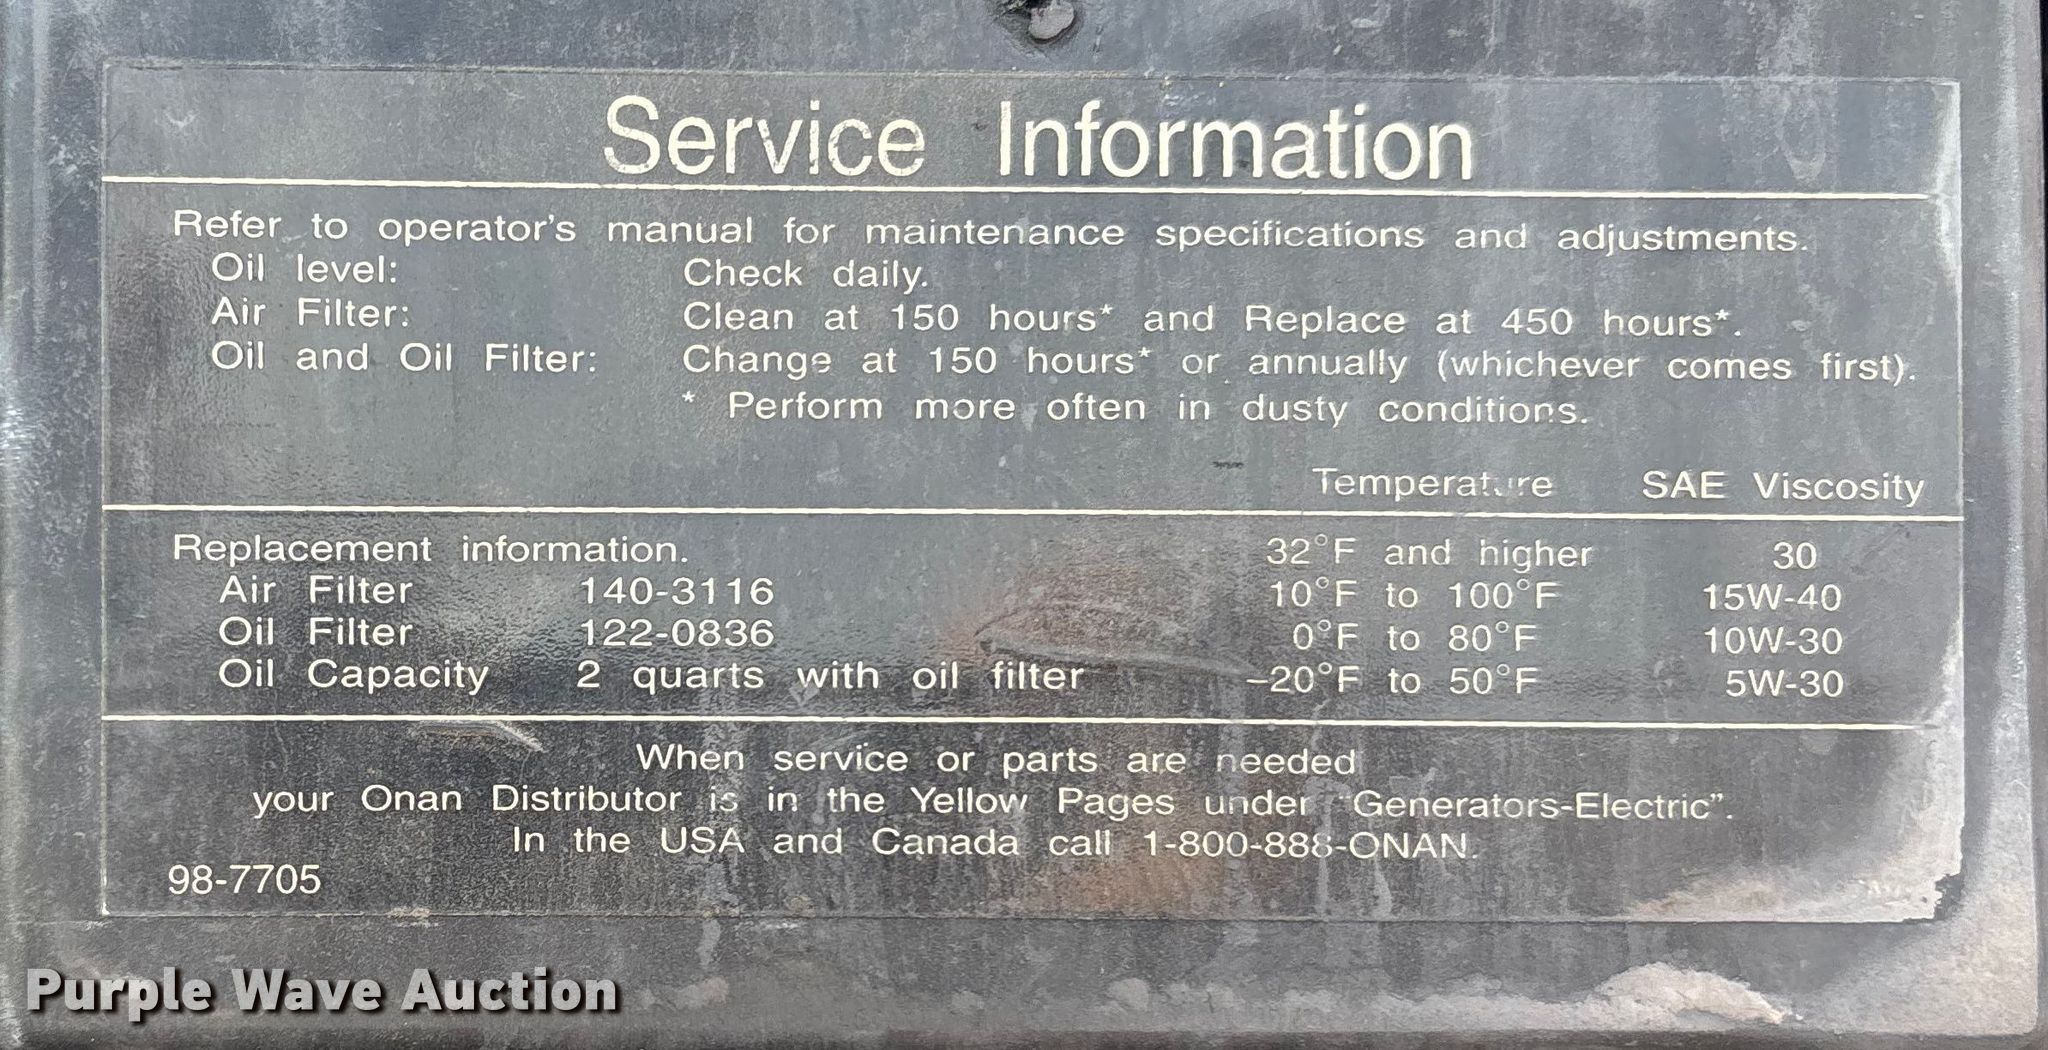 Service Information
Refer to operator's manual for maintenance specifications and adjustments.
Oil level: Check daily.
Air Filter: Clean at 150 hours* and Replace at 450 hours*.
Oil and Oil Filter: Change at 150 hours* or annually (whichever comes first).
* Perform more often in dusty conditions.
Temperature SAE Viscosity
Replacement information. 32°F and higher 30
Air Filter 140-3116 10°F to 100°F 15W-40
Oil Filter 122-0836 0°F to 80°F 10W-30
Oil Capacity 2 quarts with oil filter –20°F to 50°F 5W-30
When service or parts are needed
your Onan Distributor is in the Yellow Pages under "Generators-Electric".
In the USA and Canada call 1-800-888-ONAN.
98-7705
Purple Wave Auction